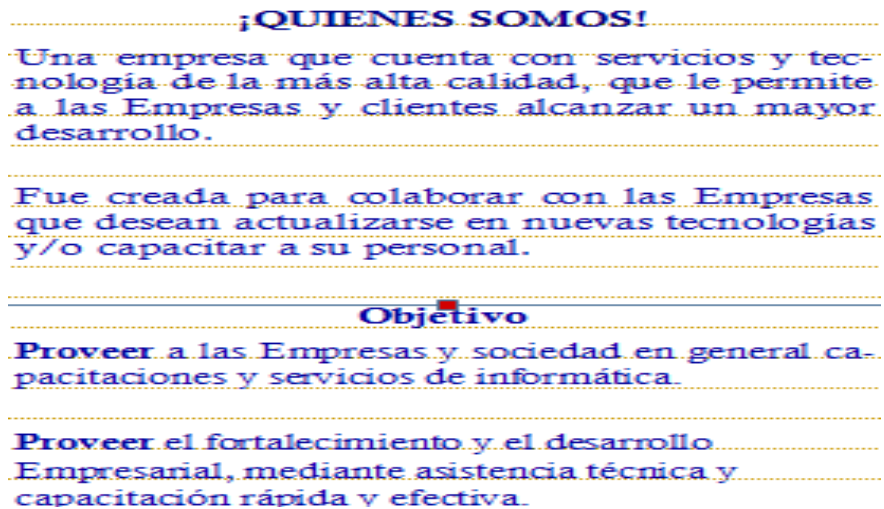 ¡QUIENES SOMOS!
Una empresa que cuenta con servicios y tec-
nología de la más alta calidad, que le permite
a las Empresas y clientes alcanzar un mayor
desarrollo.
Fue creada para colaborar con las Empresas
que desean actualizarse en nuevas tecnologías
y/o capacitar a su personal.
Objetivo
Proveer a las Empresas y sociedad en general ca-
pacitaciones y servicios de informática.
Proveer el fortalecimiento y el desarrollo
Empresarial, mediante asistencia técnica y
capacitación rápida y efectiva.